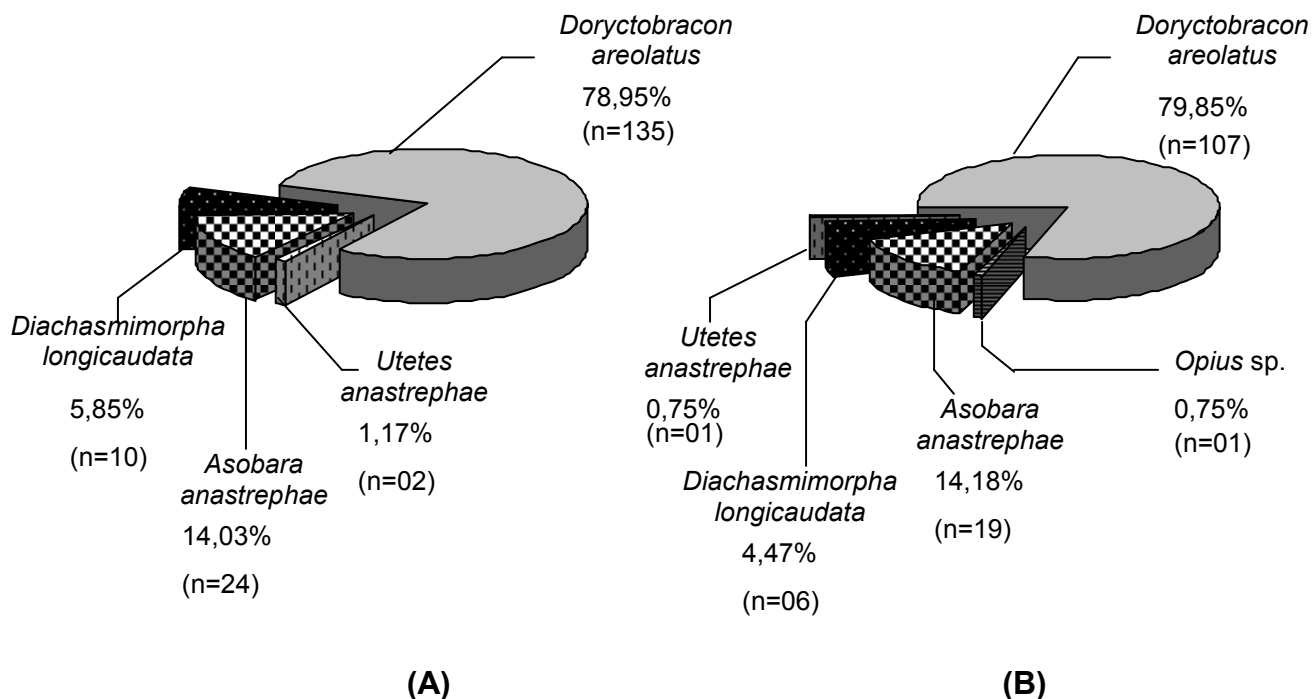 Doryctobracon
areolatus
78,95%
(n=135)
Diachasmimorpha
longicaudata
5,85%
(n=10)
Asobara
anastrephae
14,03%
(n=24)
Utetes
anastrephae
1,17%
(n=02)
(A)
Doryctobracon
areolatus
79,85%
(n=107)
Utetes
anastrephae
0,75%
(n=01)
Diachasmimorpha
longicaudata
4,47%
(n=06)
Asobara
anastrephae
14,18%
(n=19)
Opius sp.
0,75%
(n=01)
(B)